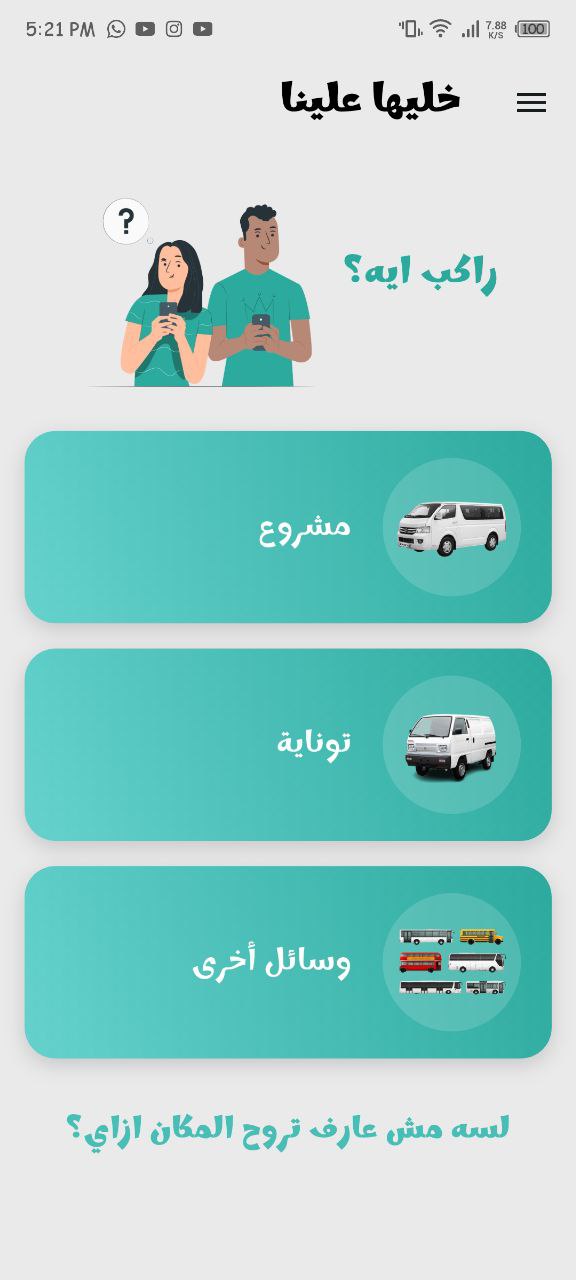 5:21 PM 7.88 K/S 100
خليها علينا
?
راكب ايه؟
مشروع
توناية
وسائل أخرى
لسه مش عارف تروح المكان ازاي؟